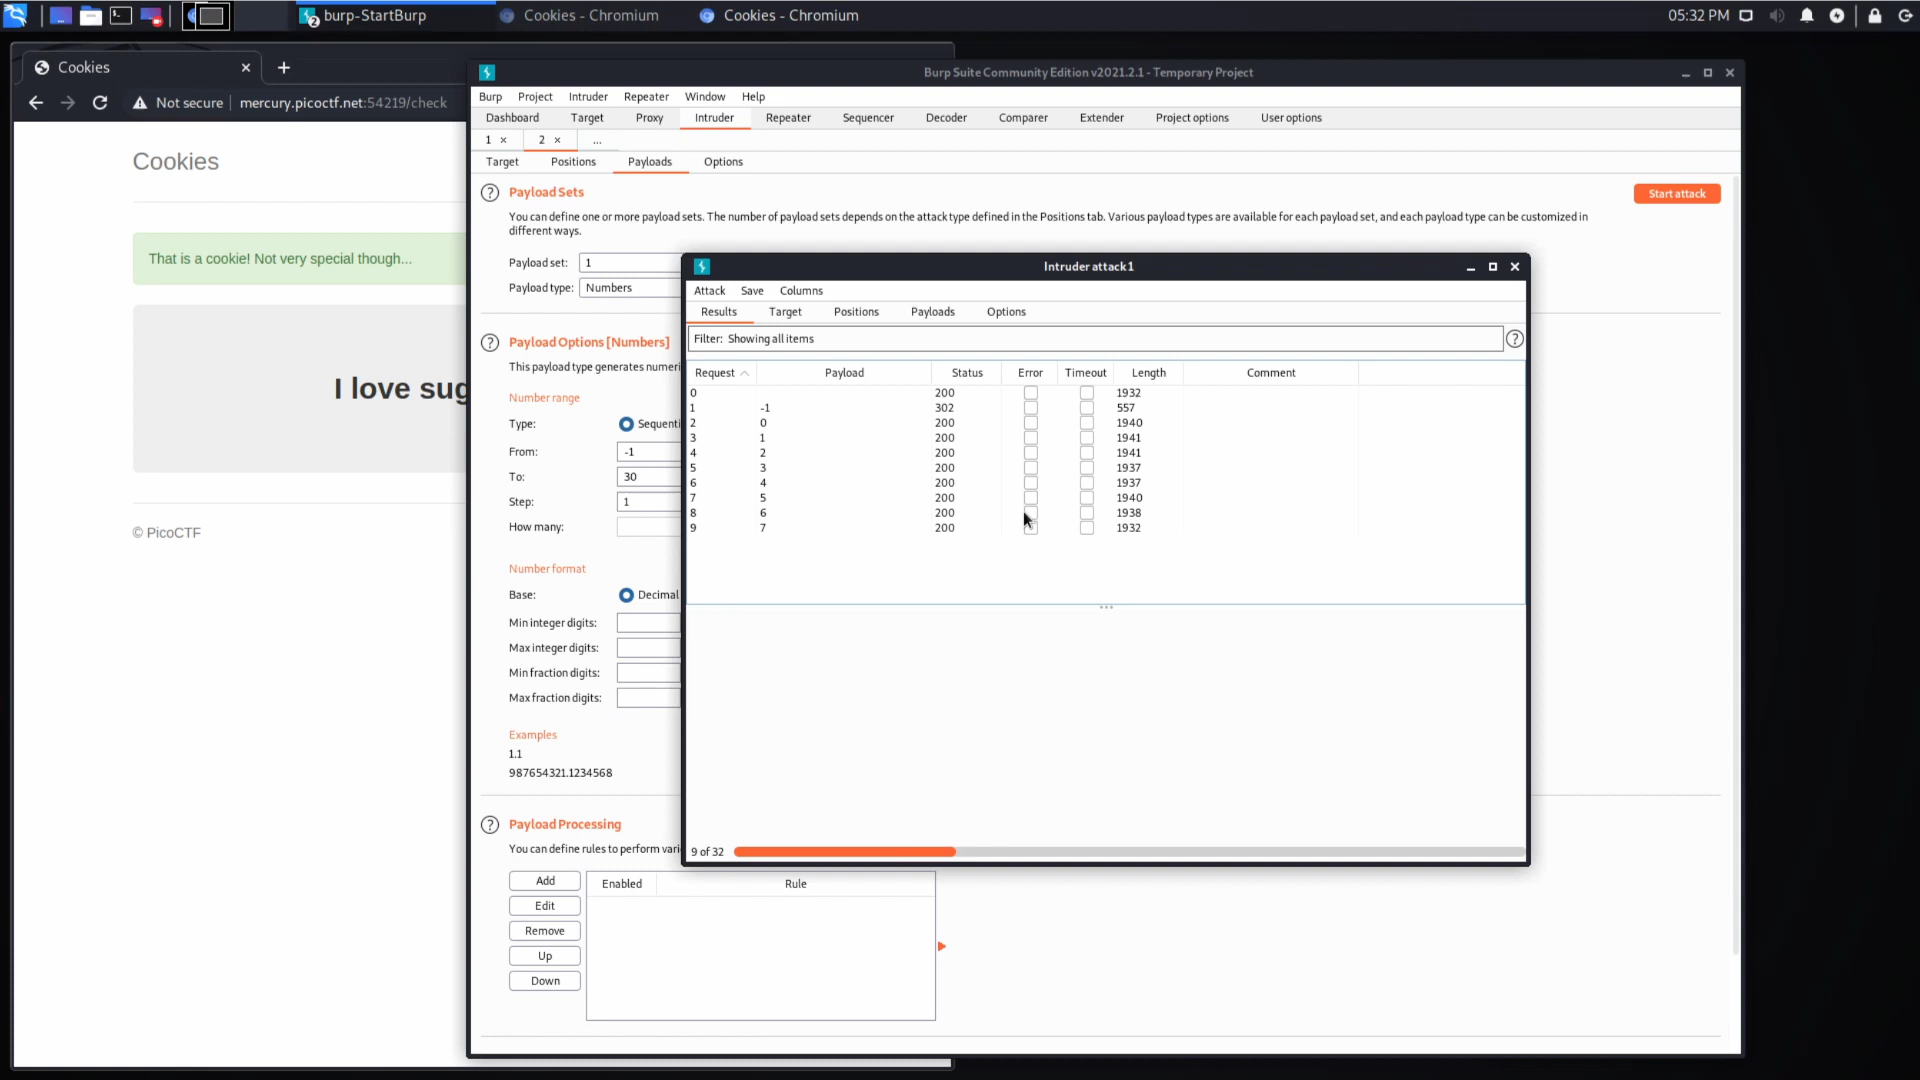 burp-StartBurp
2
Cookies - Chromium
Cookies - Chromium
05:32 PM
Cookies
Not secure
mercury.picoctf.net:54219/check
Cookies
That is a cookie! Not very special though...
I love sug
© PicoCTF
Burp Suite Community Edition v2021.2.1 - Temporary Project
Burp Project Intruder Repeater Window Help
Dashboard Target Proxy Intruder Repeater Sequencer Decoder Comparer Extender Project options User options
1 × 2 × ...
Target Positions Payloads Options
? Payload Sets
Start attack
You can define one or more payload sets. The number of payload sets depends on the attack type defined in the Positions tab. Various payload types are available for each payload set, and each payload type can be customized in
different ways.
Payload set: 1
Payload type: Numbers
? Payload Options [Numbers]
This payload type generates numeri
Number range
Type: Sequenti
From: -1
To: 30
Step: 1
How many:
Number format
Base: Decimal
Min integer digits:
Max integer digits:
Min fraction digits:
Max fraction digits:
Examples
1.1
987654321.1234568
? Payload Processing
You can define rules to perform vari
Add
Edit
Remove
Up
Down
Enabled Rule
Intruder attack1
Attack Save Columns
Results Target Positions Payloads Options
Filter: Showing all items
?
Request Payload Status Error Timeout Length Comment
0 200 1932
1 -1 302 557
2 0 200 1940
3 1 200 1941
4 2 200 1941
5 3 200 1937
6 4 200 1937
7 5 200 1940
8 6 200 1938
9 7 200 1932
9 of 32